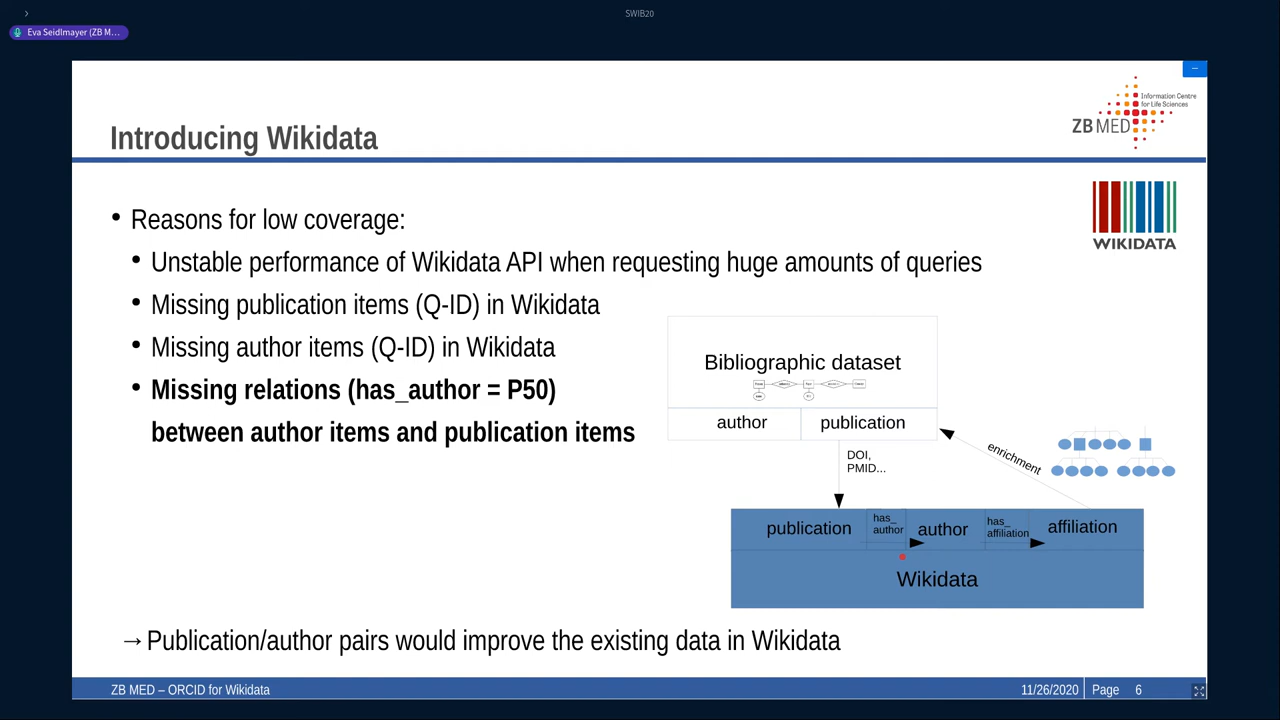 SWIB20
Eva Seidlmayer (ZB M...
Information Centre
for Life Sciences
ZB MED
Introducing Wikidata
WIKIDATA
• Reasons for low coverage:
• Unstable performance of Wikidata API when requesting huge amounts of queries
• Missing publication items (Q-ID) in Wikidata
• Missing author items (Q-ID) in Wikidata
• Missing relations (has_author = P50)
between author items and publication items
Bibliographic dataset
author publication
DOI,
PMID...
enrichment
publication has_ author author has_ affiliation affiliation
Wikidata
→Publication/author pairs would improve the existing data in Wikidata
ZB MED – ORCID for Wikidata 11/26/2020 Page 6